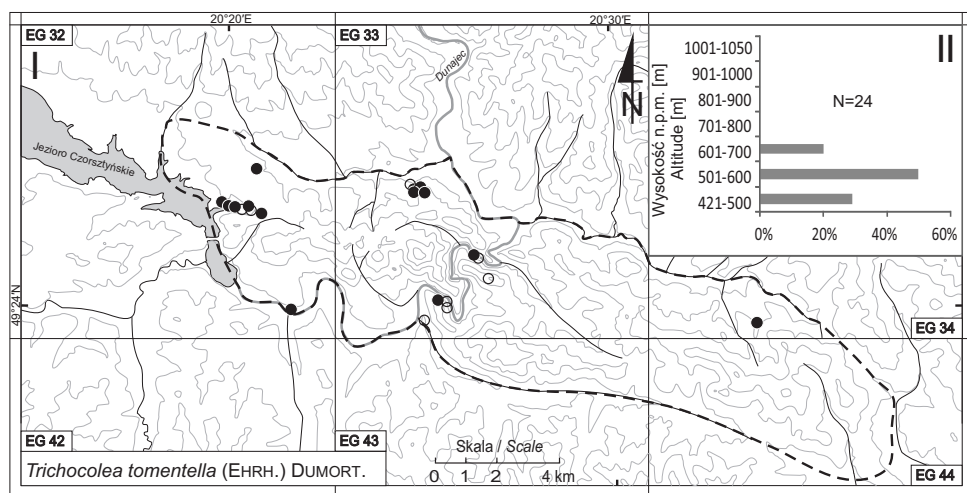 20°20'E
20°30'E
EG 32
EG 33
I
II
Dunajec
N
Jezioro Czorsztyńskie
49°24'N
Wysokość n.p.m. [m]
Altitude [m]
1001-1050
901-1000
801-900
701-800
601-700
501-600
421-500
N=24
0% 20% 40% 60%
EG 34
EG 42
EG 43
EG 44
Skala / Scale
0 1 2 4 km
Trichocolea tomentella (EHRH.) DUMORT.